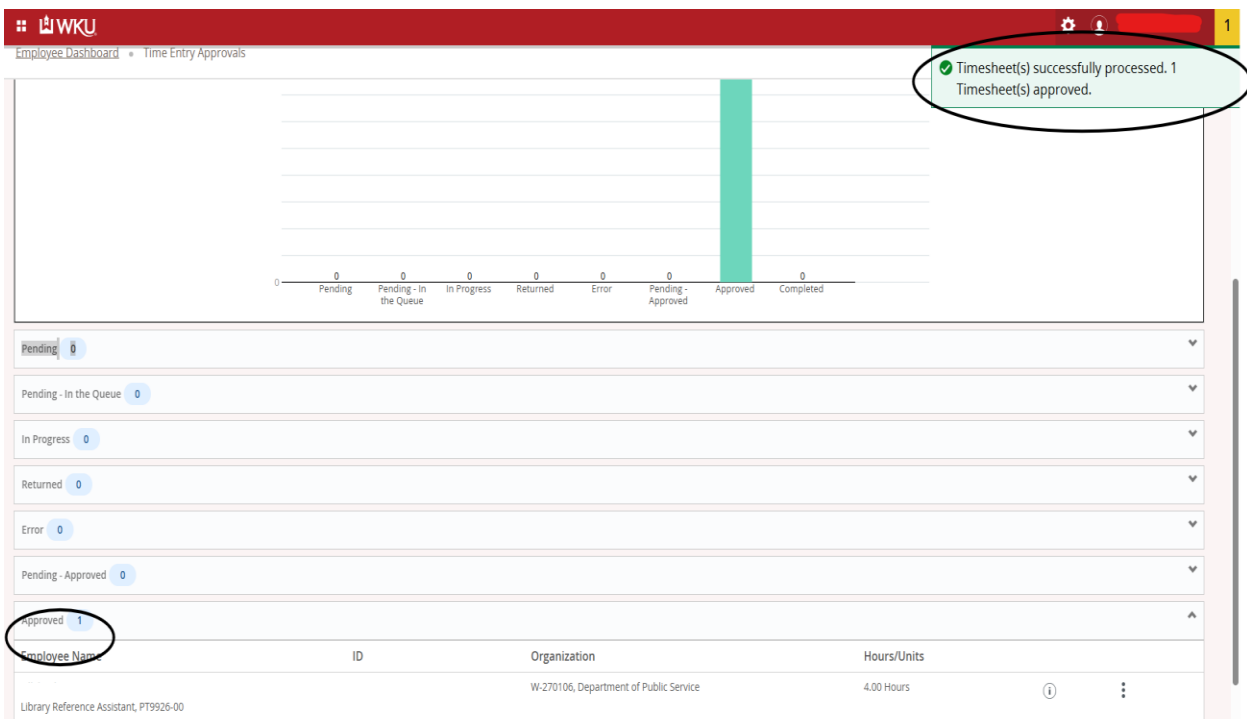 WKU
1
Employee Dashboard • Time Entry Approvals
Timesheet(s) successfully processed. 1
Timesheet(s) approved.
0 0 0 0 0 0 0
0
Pending
Pending - In
the Queue
In Progress
Returned
Error
Pending -
Approved
Approved
Completed
Pending 0
Pending - In the Queue 0
In Progress 0
Returned 0
Error 0
Pending - Approved 0
Approved 1
Employee Name ID Organization Hours/Units
W-270106, Department of Public Service 4.00 Hours
Library Reference Assistant, PT9926-00